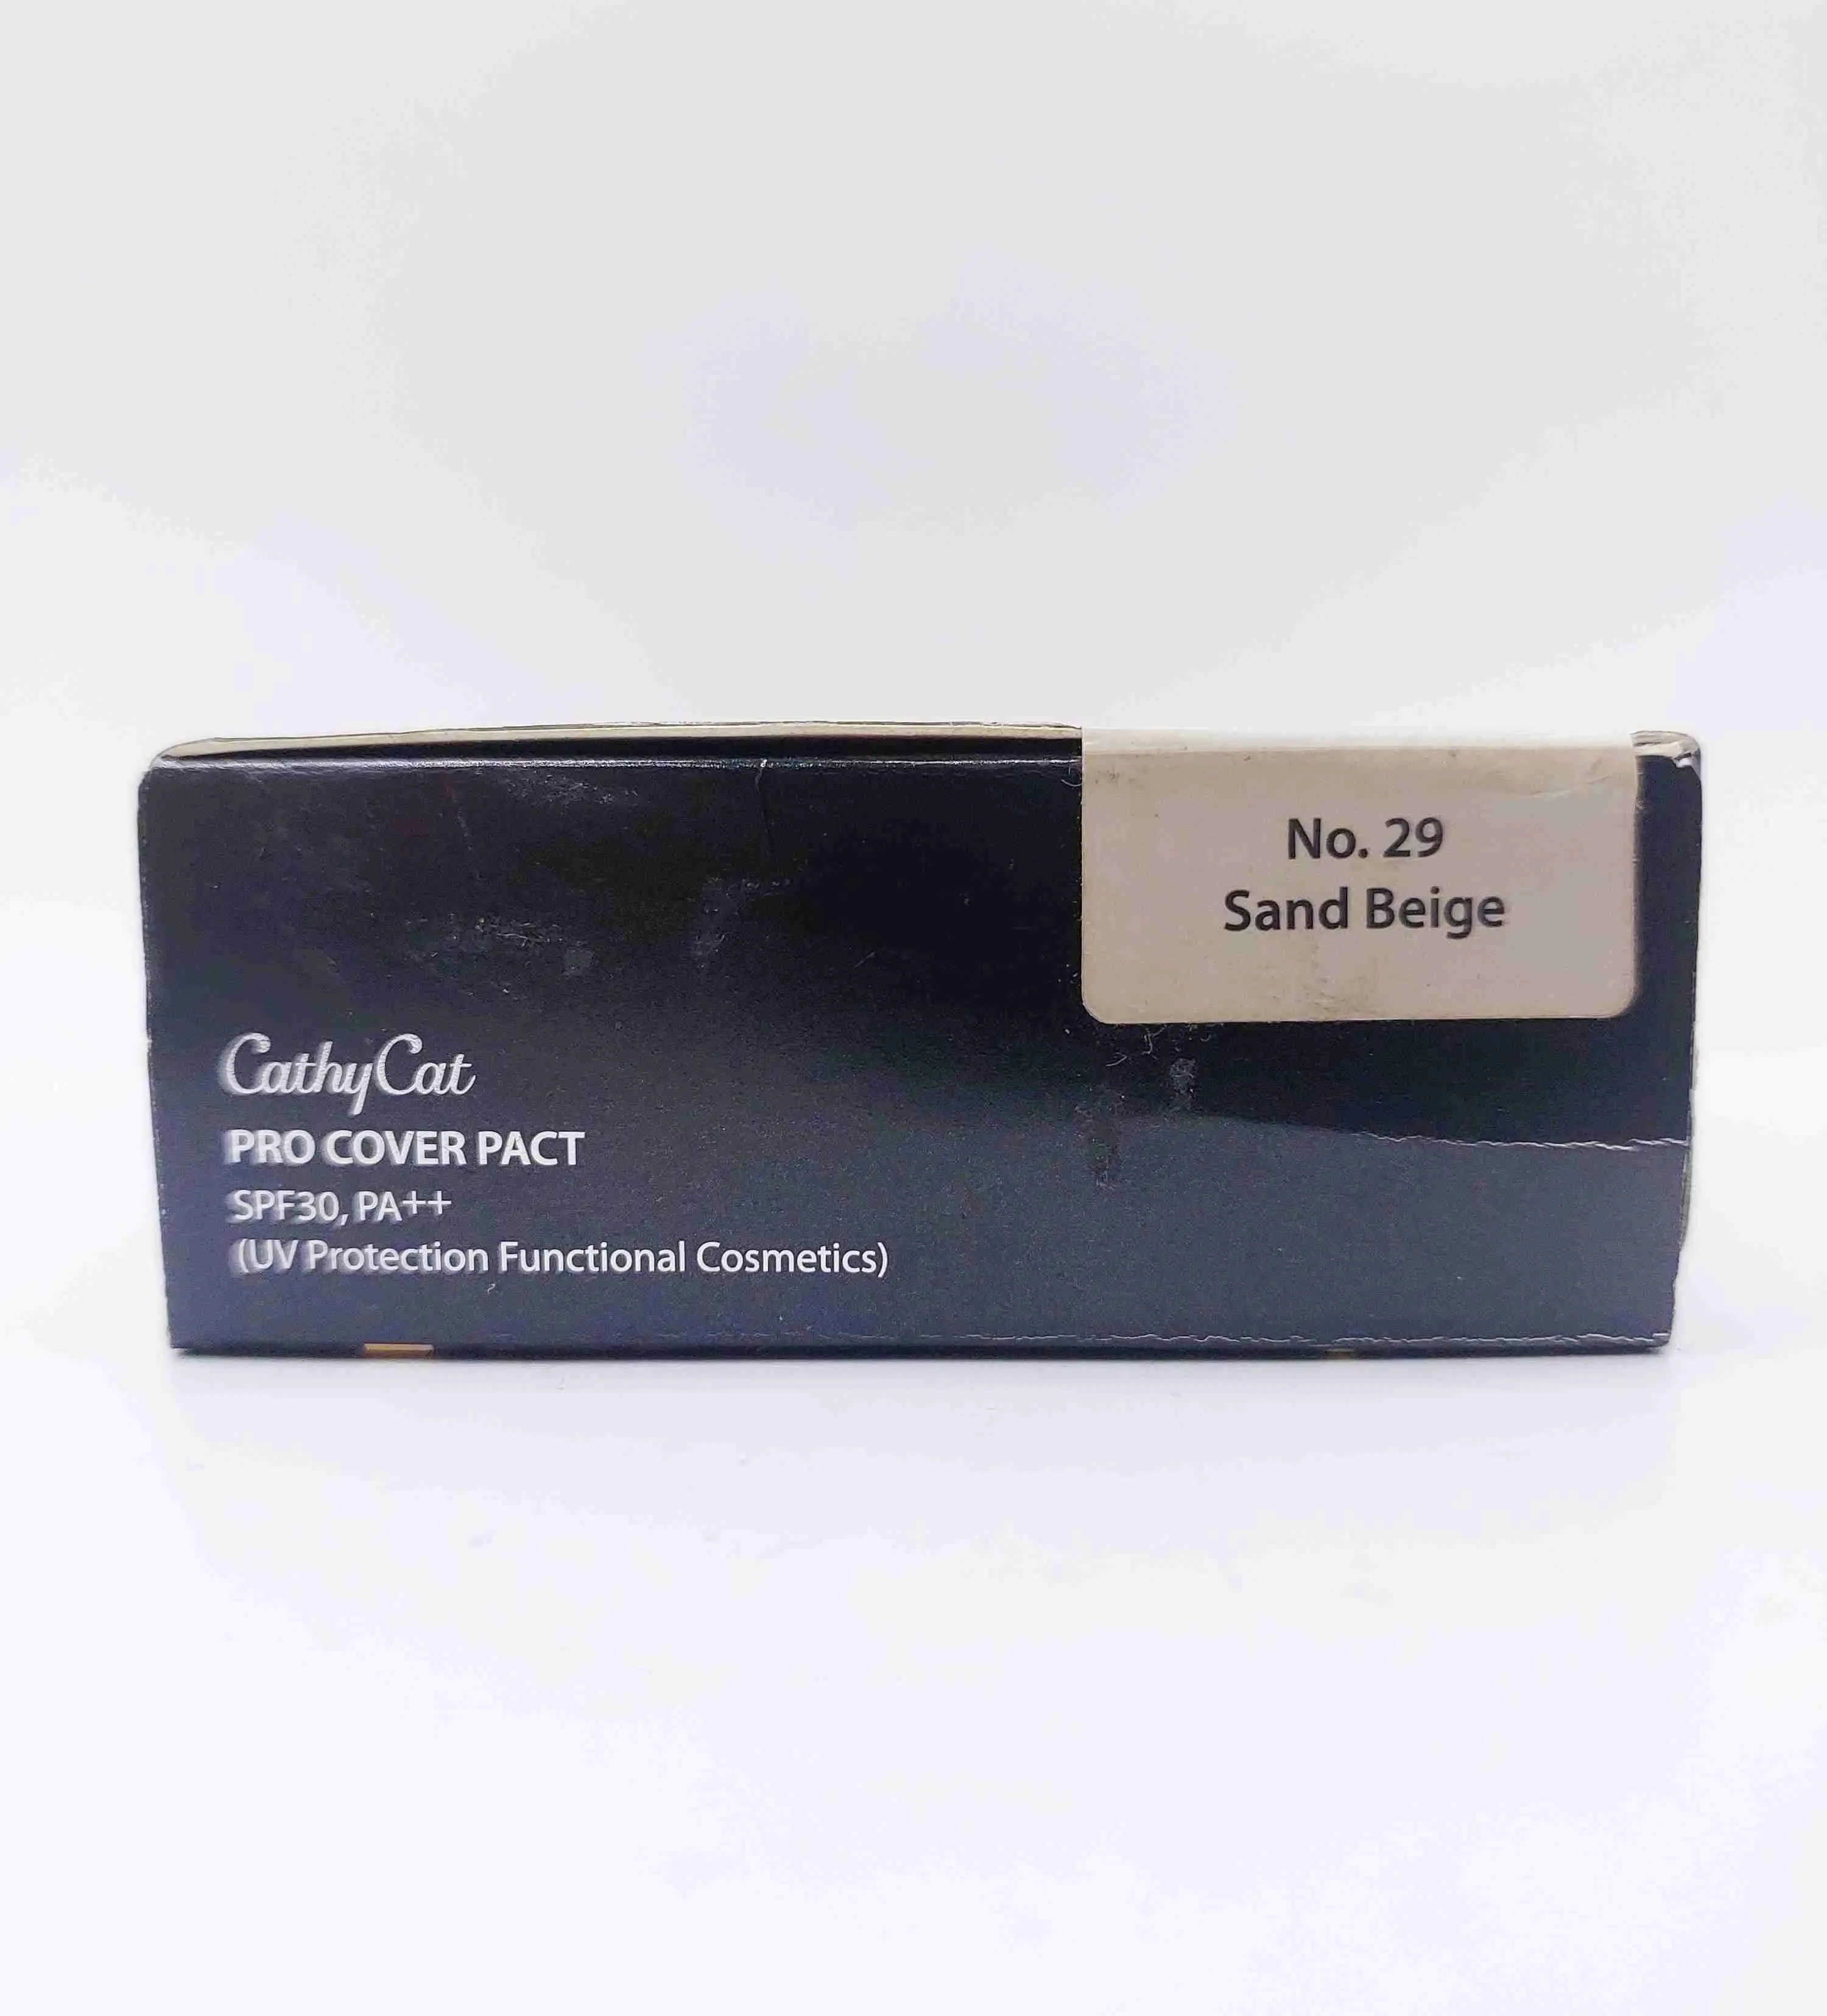 No. 29
Sand Beige
CathyCat
PRO COVER PACT
SPF30, PA++
(UV Protection Functional Cosmetics)